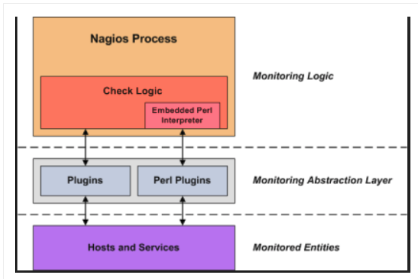 Nagios Process
Check Logic
Embedded Perl
Interpreter
Monitoring Logic
Plugins
Perl Plugins
Monitoring Abstraction Layer
Hosts and Services
Monitored Entities